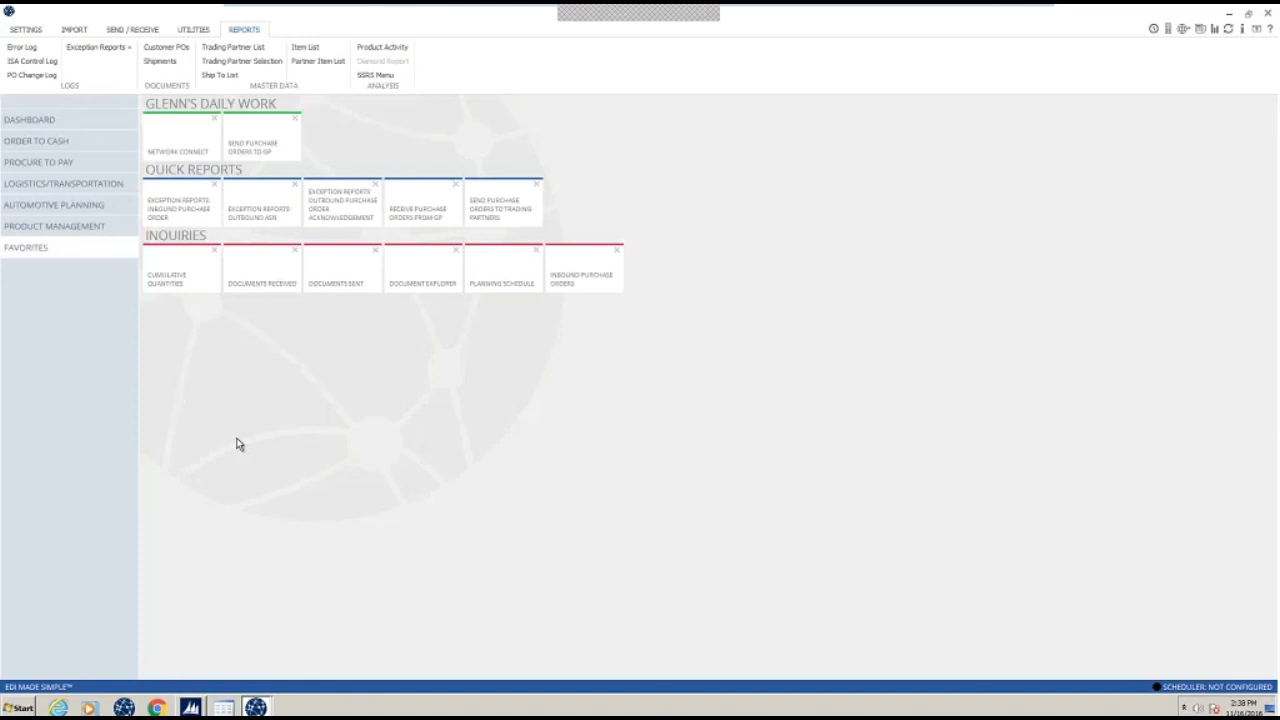 SETTINGS IMPORT SEND / RECEIVE UTILITIES REPORTS
Error Log Exception Reports Customer POs Trading Partner List Item List Product Activity
ISA Control Log Shipments Trading Partner Selection Partner Item List Diamond Report
PO Change Log Ship To List SSRS Menu
LOGS DOCUMENTS MASTER DATA ANALYSIS
DASHBOARD
ORDER TO CASH
PROCURE TO PAY
LOGISTICS/TRANSPORTATION
AUTOMOTIVE PLANNING
PRODUCT MANAGEMENT
FAVORITES
GLENN'S DAILY WORK
NETWORK CONNECT
SEND PURCHASE
ORDERS TO GP
QUICK REPORTS
EXCEPTION REPORTS:
INBOUND PURCHASE
ORDER
EXCEPTION REPORTS:
OUTBOUND ASN
EXCEPTION REPORTS:
OUTBOUND PURCHASE
ORDER
ACKNOWLEDGEMENT
RECEIVE PURCHASE
ORDERS FROM GP
SEND PURCHASE
ORDERS TO TRADING
PARTNERS
INQUIRIES
CUMULATIVE
QUANTITIES
DOCUMENTS RECEIVED
DOCUMENTS SENT
DOCUMENT EXPLORER
PLANNING SCHEDULE
INBOUND PURCHASE
ORDERS
EDI MADE SIMPLE™ SCHEDULER: NOT CONFIGURED
Start 2:38 PM
11/16/2016